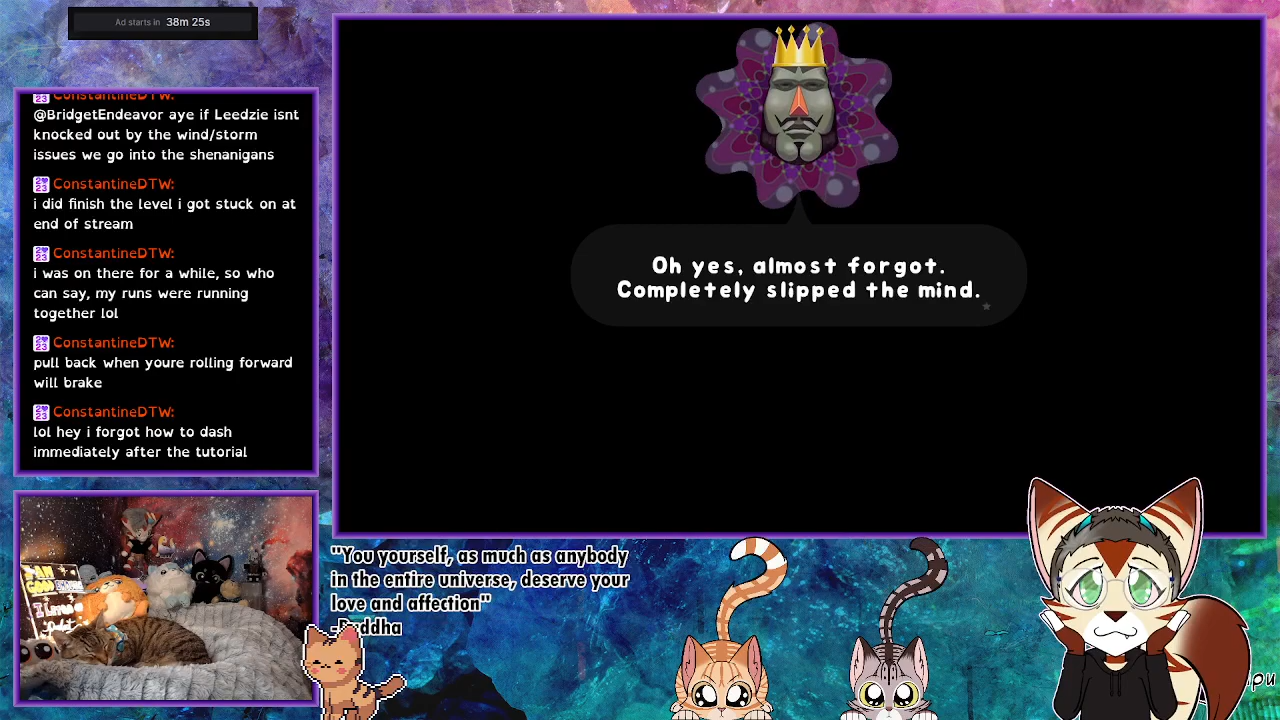 Ad starts in 38m 25s
ConstantineDTW:
@BridgetEndeavor aye if Leedzie isnt
knocked out by the wind/storm
issues we go into the shenanigans
ConstantineDTW:
i did finish the level i got stuck on at
end of stream
ConstantineDTW:
i was on there for a while, so who
can say, my runs were running
together lol
ConstantineDTW:
pull back when youre rolling forward
will brake
ConstantineDTW:
lol hey i forgot how to dash
immediately after the tutorial
Oh yes, almost forgot.
Completely slipped the mind.
"You yourself, as much as anybody
in the entire universe, deserve your
love and affection"
-Buddha